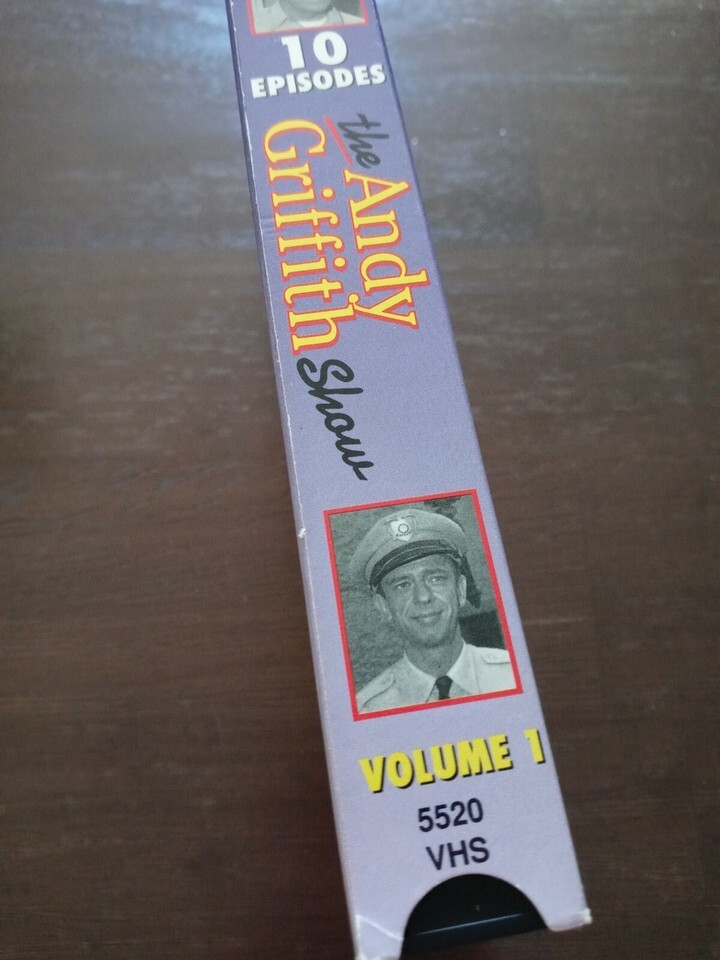 10
EPISODES
the Andy
Griffith Show
VOLUME 1
5520
VHS